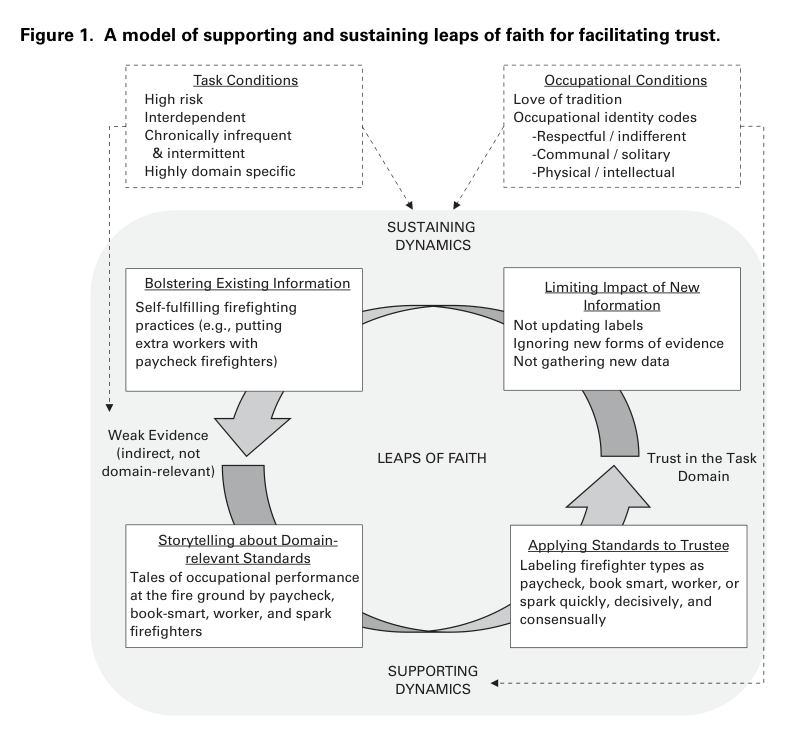 Figure 1. A model of supporting and sustaining leaps of faith for facilitating trust.
Task Conditions
High risk
Interdependent
Chronically infrequent
& intermittent
Highly domain specific
Occupational Conditions
Love of tradition
Occupational identity codes
-Respectful / indifferent
-Communal / solitary
-Physical / intellectual
SUSTAINING
DYNAMICS
Bolstering Existing Information
Self-fulfilling firefighting
practices (e.g., putting
extra workers with
paycheck firefighters)
Limiting Impact of New
Information
Not updating labels
Ignoring new forms of evidence
Not gathering new data
Weak Evidence
(indirect, not
domain-relevant)
LEAPS OF FAITH
Trust in the Task
Domain
Storytelling about Domain-
relevant Standards
Tales of occupational performance
at the fire ground by paycheck,
book-smart, worker, and spark
firefighters
Applying Standards to Trustee
Labeling firefighter types as
paycheck, book smart, worker, or
spark quickly, decisively, and
consensually
SUPPORTING
DYNAMICS